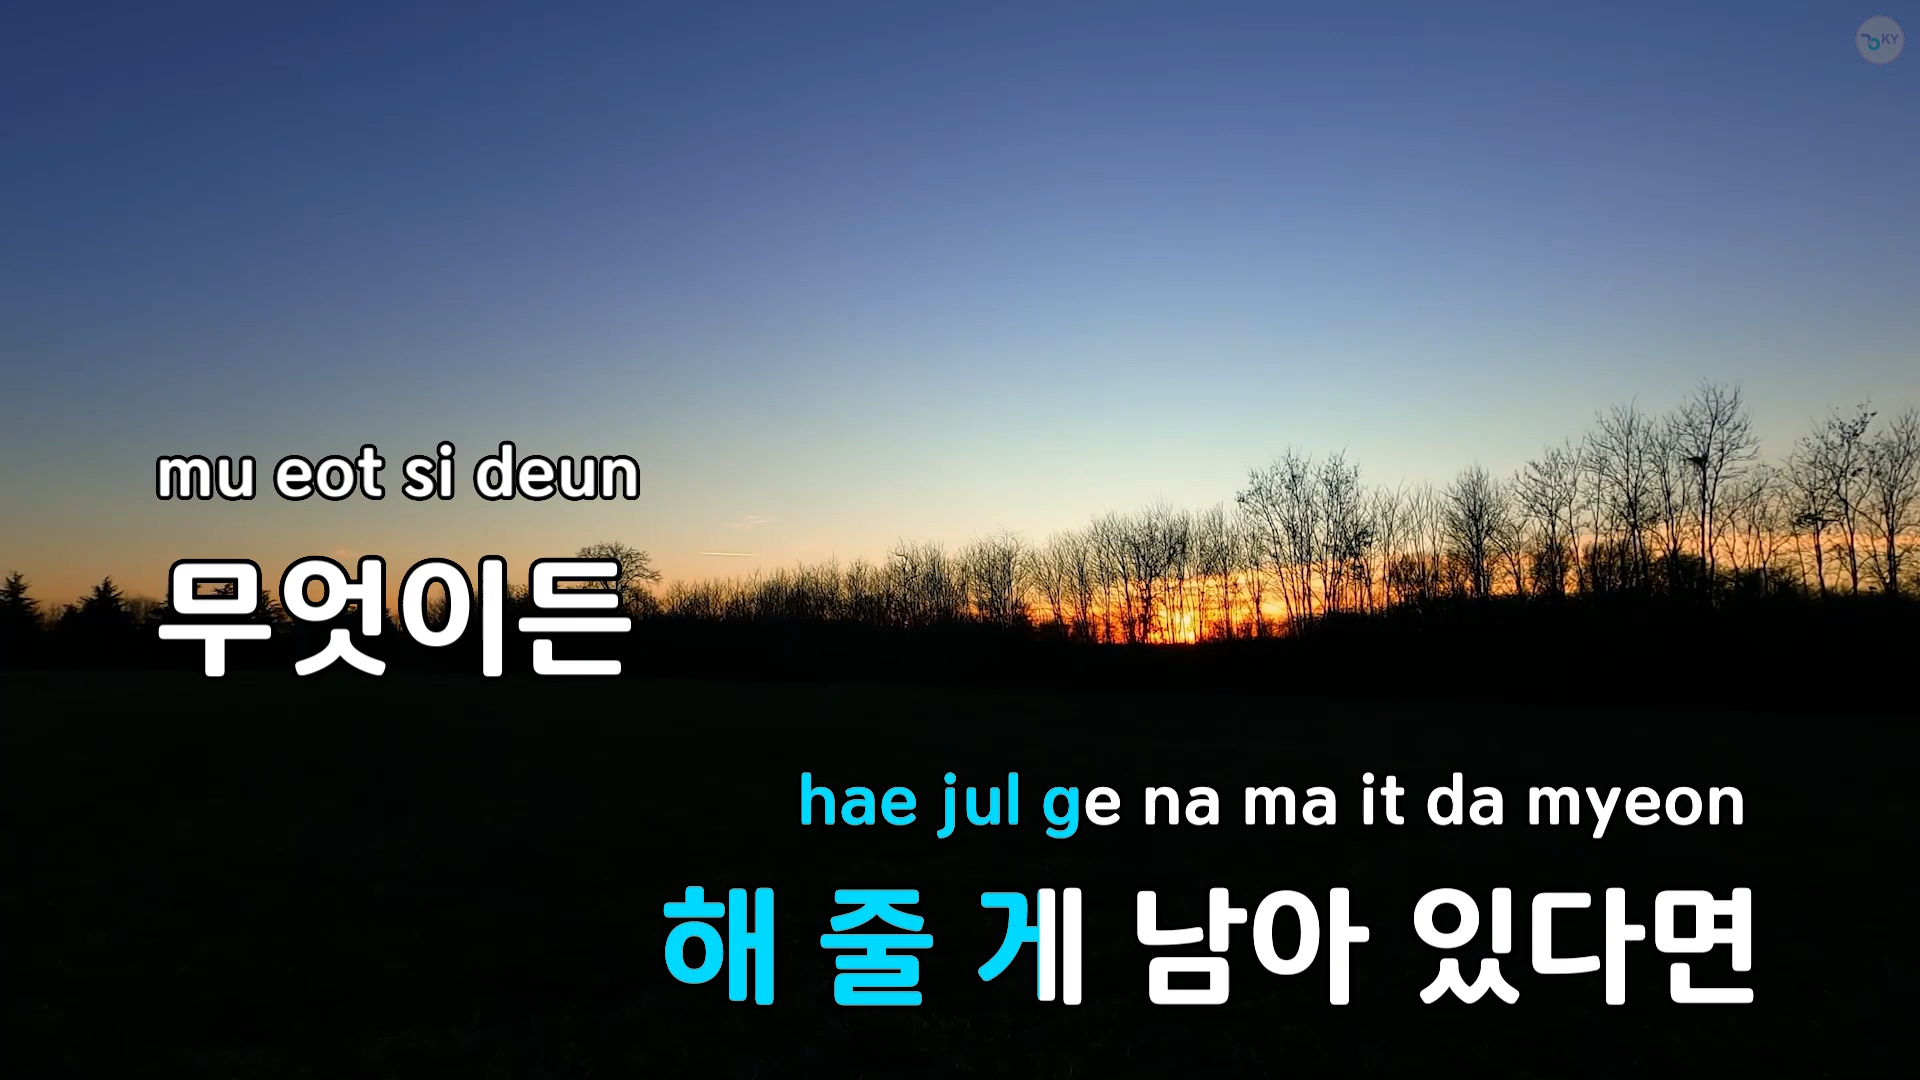 KY
mu eot si deun
무엇이든
hae jul ge na ma it da myeon
해 줄 게 남아 있다면